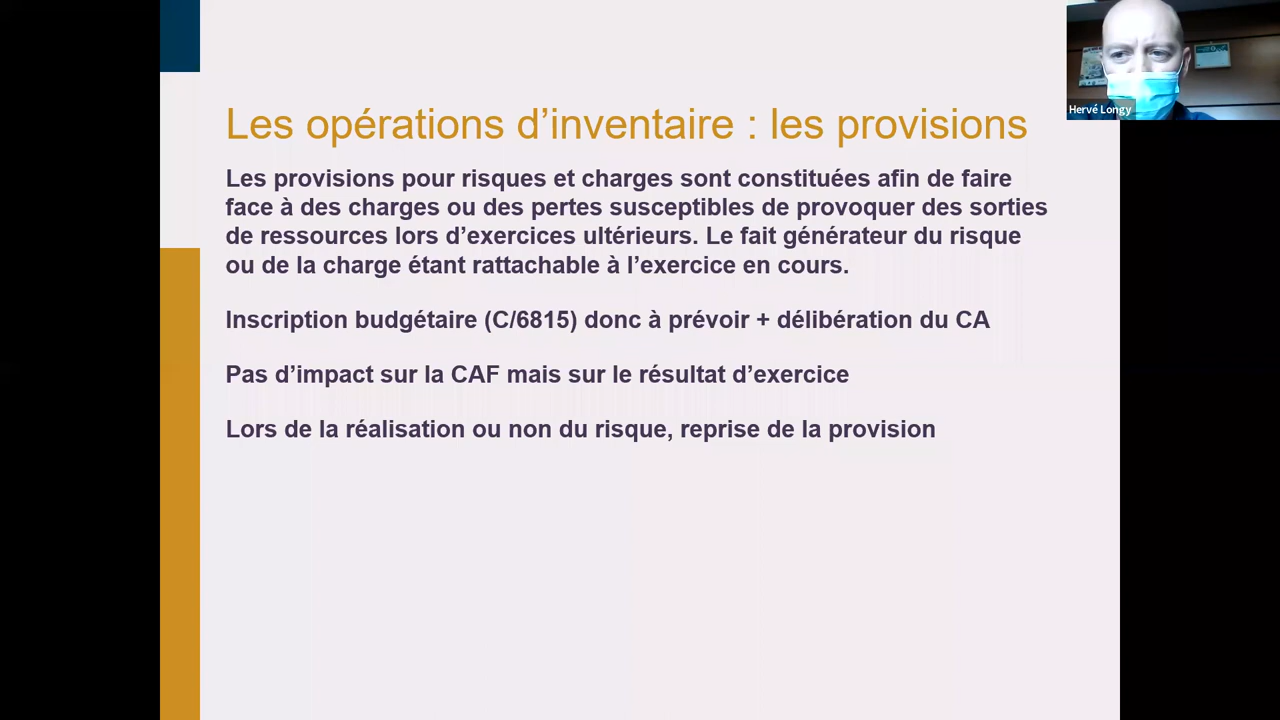 Les opérations d’inventaire : les provisions
Les provisions pour risques et charges sont constituées afin de faire
face à des charges ou des pertes susceptibles de provoquer des sorties
de ressources lors d’exercices ultérieurs. Le fait générateur du risque
ou de la charge étant rattachable à l’exercice en cours.
Inscription budgétaire (C/6815) donc à prévoir + délibération du CA
Pas d’impact sur la CAF mais sur le résultat d’exercice
Lors de la réalisation ou non du risque, reprise de la provision
Hervé Longy